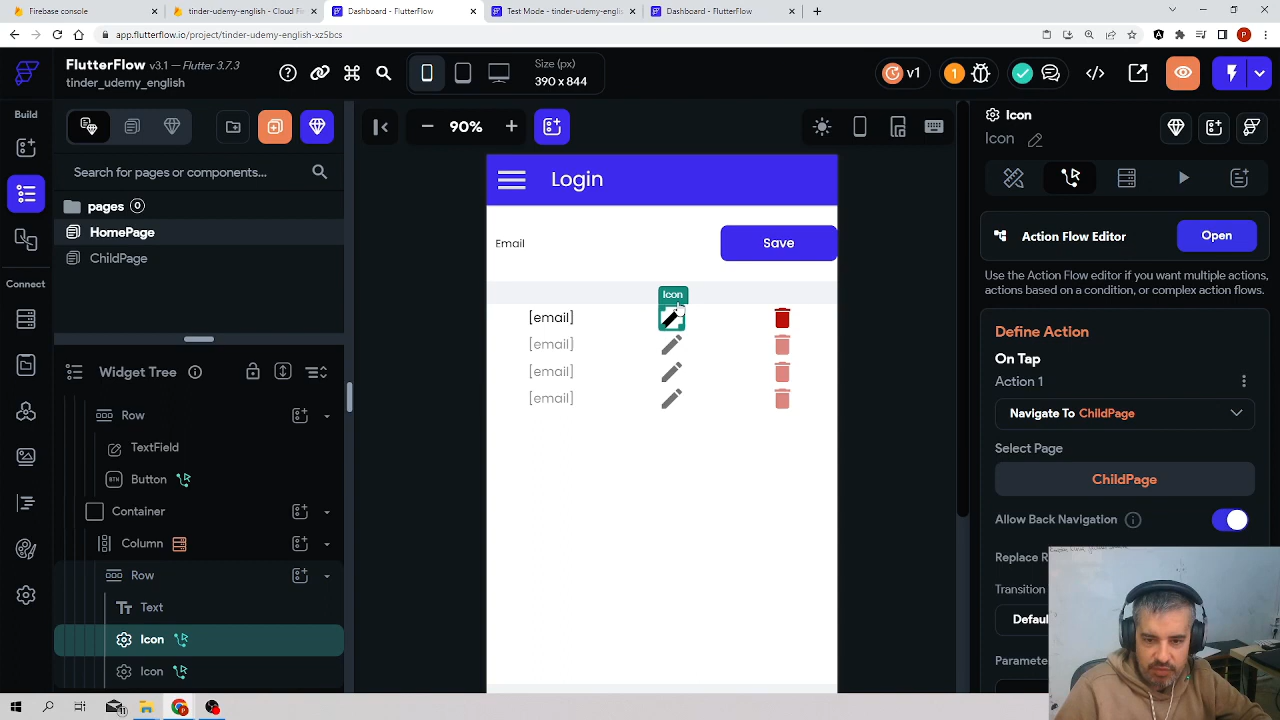 Firebase console
tinder-udemy-english - Cloud Fi
Dashboard - FlutterFlow
Test Mode - tinder-udemy-engli
Dashboard - FlutterFlow
app.flutterflow.io/project/tinder-udemy-english-xz5bcs
FlutterFlow v3.1 – Flutter 3.7.3
tinder_udemy_english
Size (px)
390 x 844
v1
1
Build
90%
Icon
Icon
Search for pages or components...
pages 0
HomePage
ChildPage
Connect
Login
Email
Save
Icon
[email]
[email]
[email]
[email]
Action Flow Editor
Open
Use the Action Flow editor if you want multiple actions,
actions based on a condition, or complex action flows.
Define Action
On Tap
Action 1
Navigate To ChildPage
Select Page
ChildPage
Allow Back Navigation
Replace R
Transition
Defaul
Parame
Widget Tree
Row
TextField
BTN Button
Container
Column
Row
Tt Text
Icon
Icon